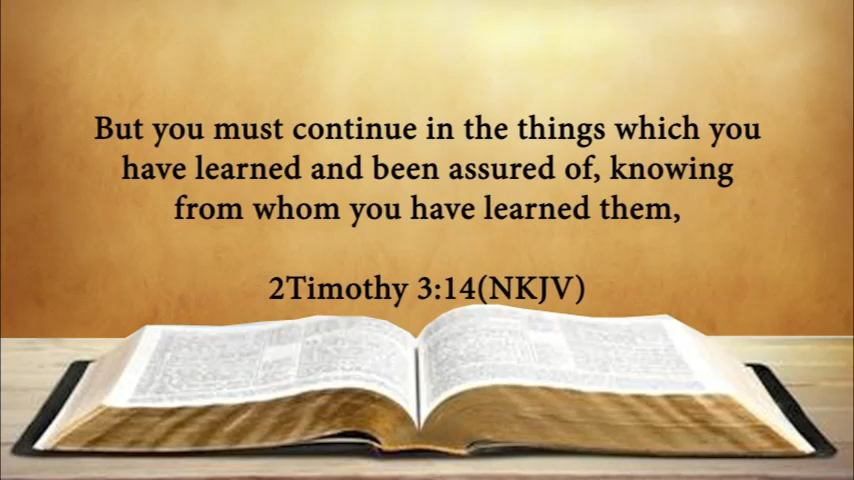 But you must continue in the things which you
have learned and been assured of, knowing
from whom you have learned them,
2Timothy 3:14(NKJV)